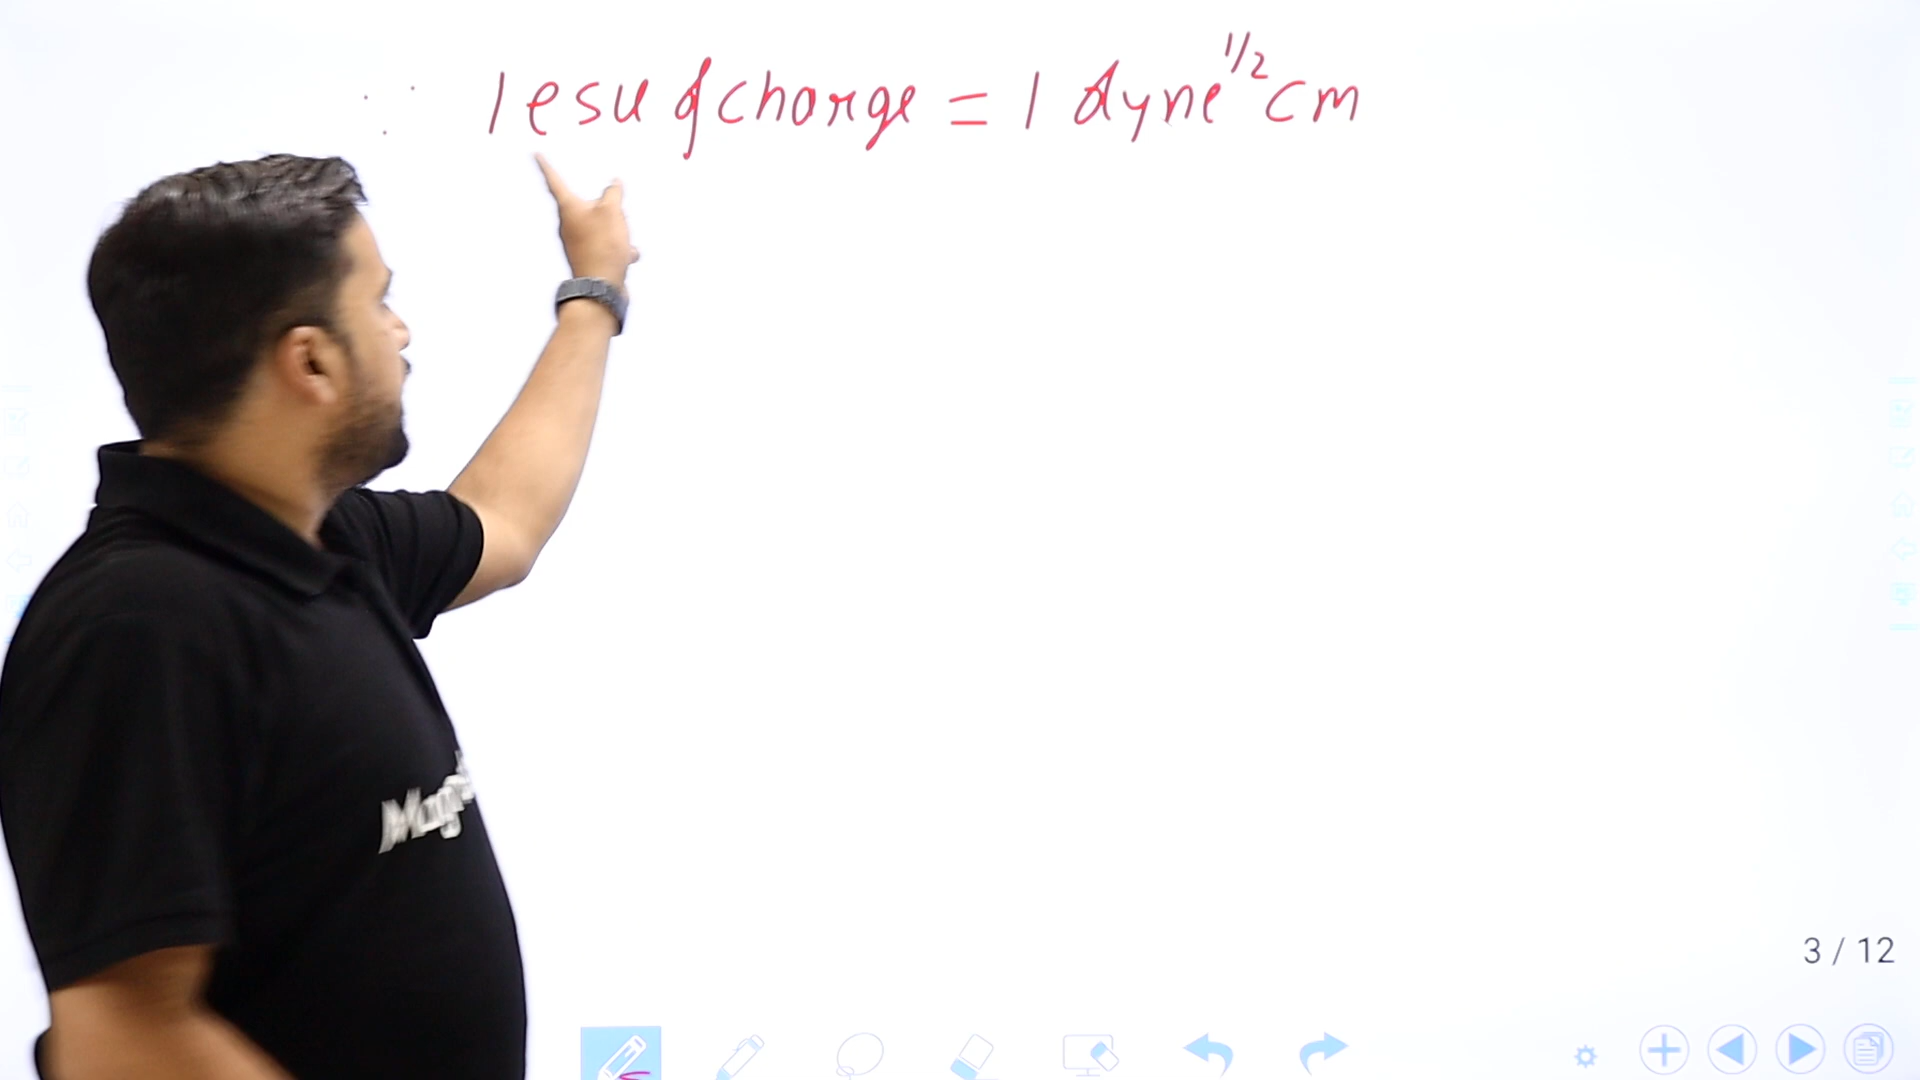 ∵ 1 esu of charge = 1 dyne^1/2 cm
3 / 12